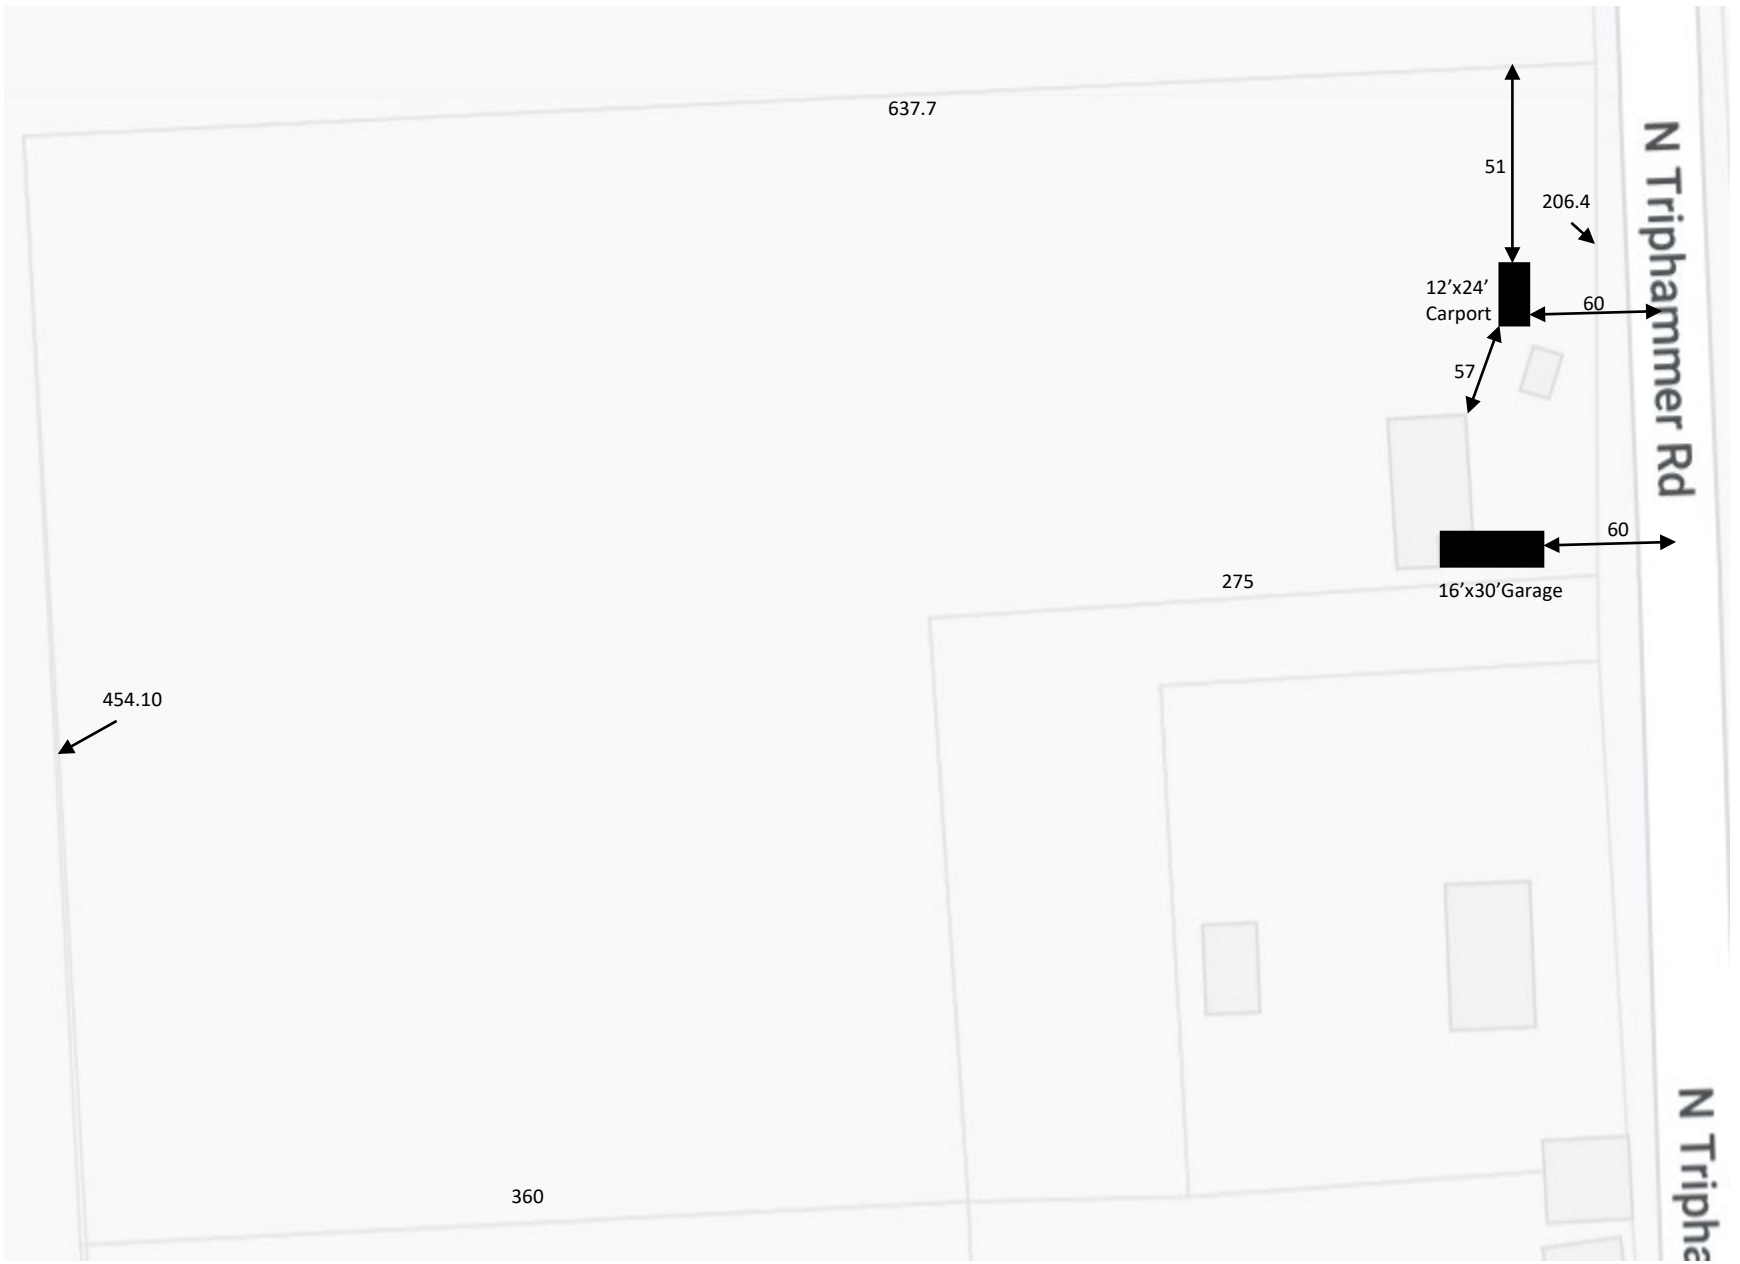 637.7
51
206.4
N Triphammer Rd
12’x24’
Carport
60
57
60
275
16’x30’Garage
454.10
360
N Tripha